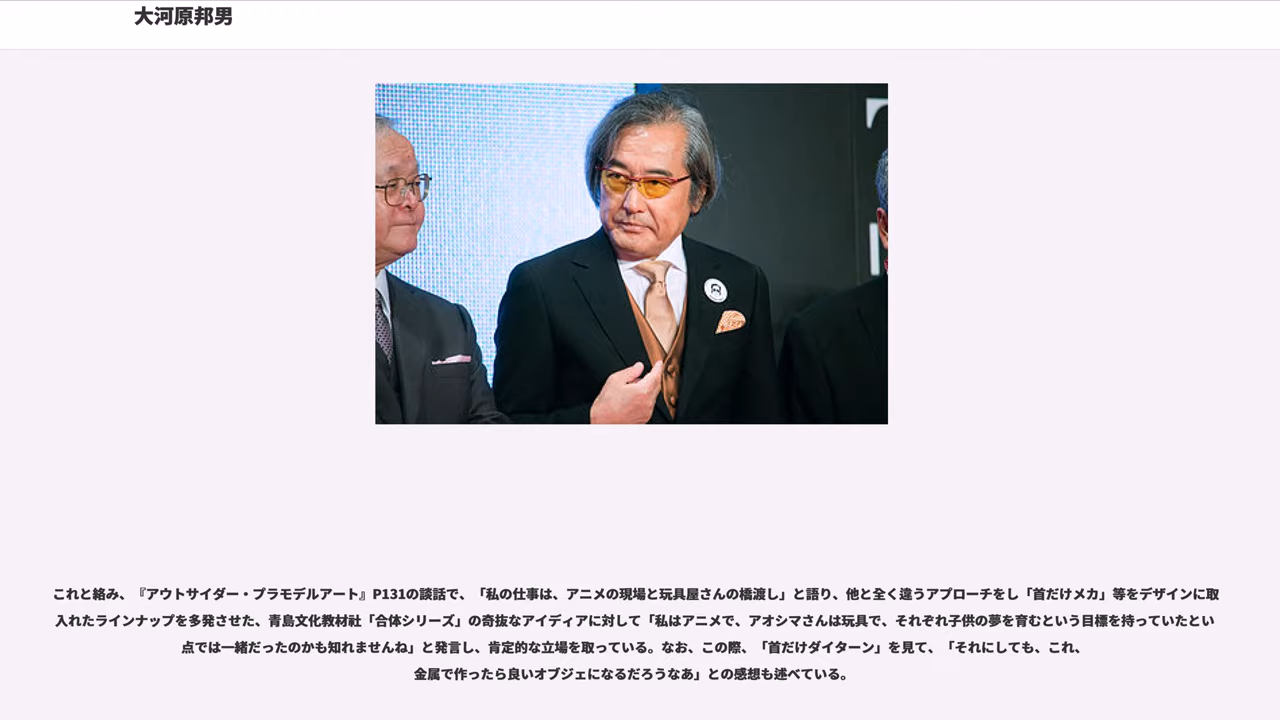 大河原邦男
これと絡み、『アウトサイダー・プラモデルアート』P131の談話で、「私の仕事は、アニメの現場と玩具屋さんの橋渡し」と語り、他と全く違うアプローチをし「首だけメカ」等をデザインに取
入れたラインナップを多発させた、青島文化教材社「合体シリーズ」の奇抜なアイディアに対して「私はアニメで、アオシマさんは玩具で、それぞれ子供の夢を育むという目標を持っていたとい
点では一緒だったのかも知れませんね」と発言し、肯定的な立場を取っている。なお、この際、「首だけダイターン」を見て、「それにしても、これ、
金属で作ったら良いオブジェになるだろうなあ」との感想も述べている。